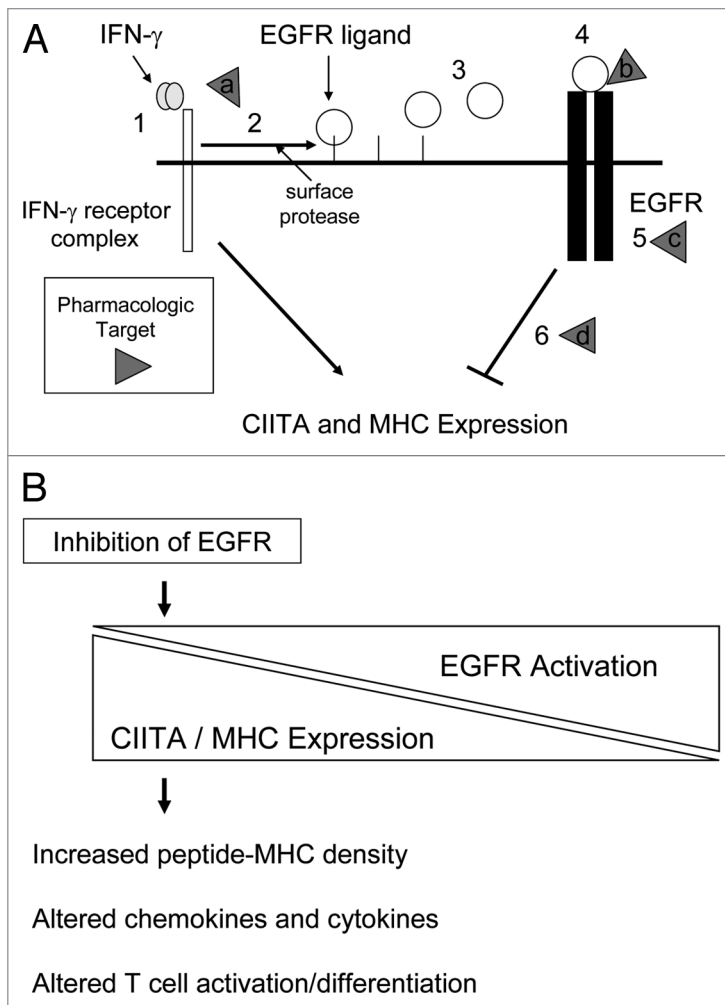 A
IFN-γ
EGFR ligand
4
a
b
3
1
2
surface
protease
IFN-γ receptor
complex
EGFR
5
c
Pharmacologic
Target
6
d
CIITA and MHC Expression
B
Inhibition of EGFR
EGFR Activation
CIITA / MHC Expression
Increased peptide-MHC density
Altered chemokines and cytokines
Altered T cell activation/differentiation